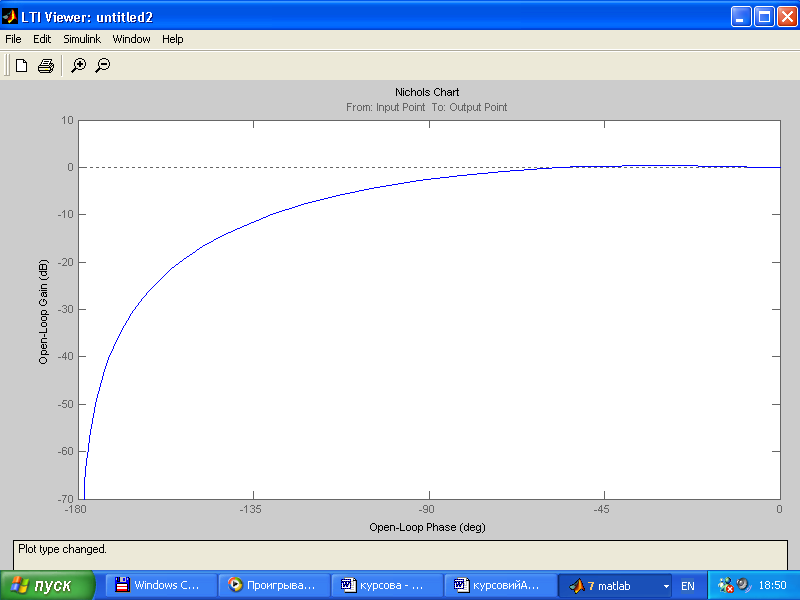 LTI Viewer: untitled2
File Edit Simulink Window Help
Nichols Chart
From: Input Point To: Output Point
10
0
-10
-20
-30
-40
-50
-60
-70
Open-Loop Gain (dB)
-180 -135 -90 -45 0
Open-Loop Phase (deg)
Plot type changed.
пуск Windows C... Проигрыва... курсова - ... курсовийА... 7 matlab EN 18:50